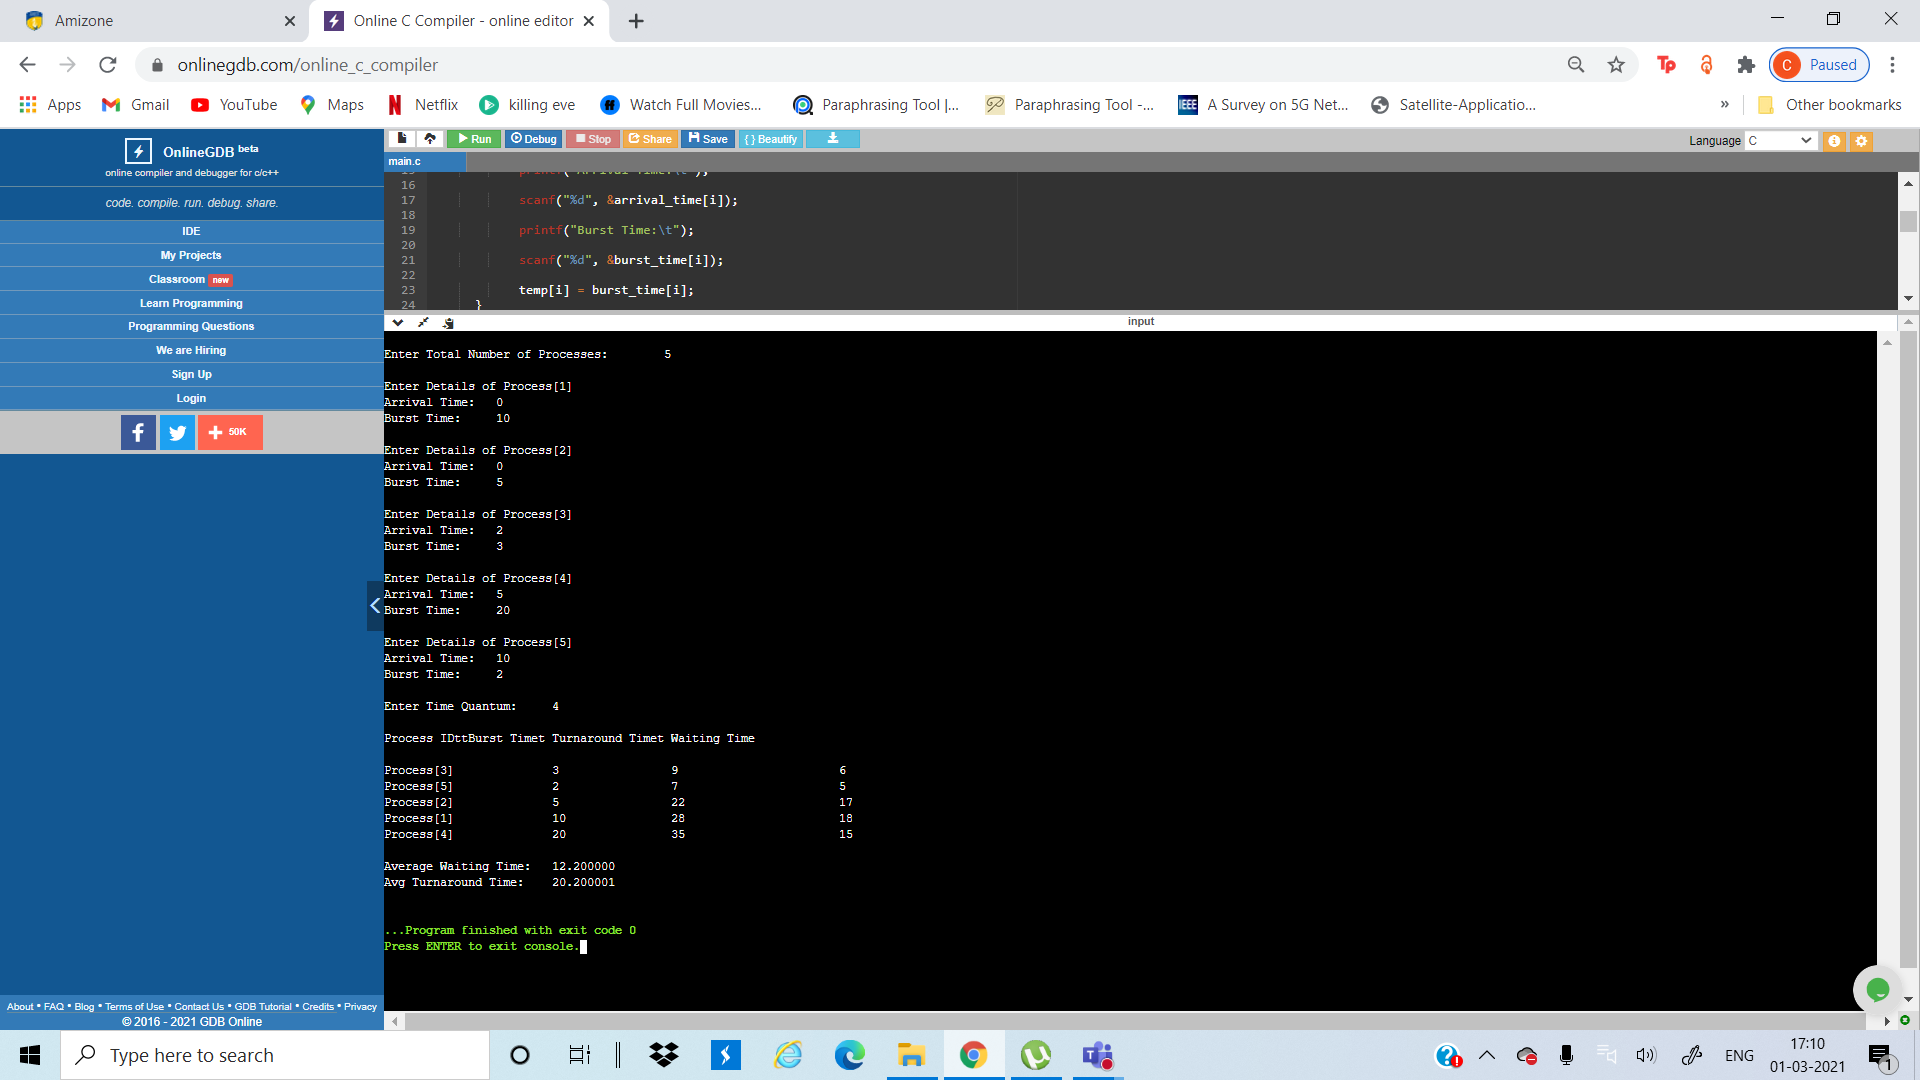 Amizone
Online C Compiler - online editor
onlinegdb.com/online_c_compiler
C Paused
Apps Gmail YouTube Maps Netflix killing eve Watch Full Movies... Paraphrasing Tool |... Paraphrasing Tool -... IEEE A Survey on 5G Net... Satellite-Applicatio... » Other bookmarks
OnlineGDB beta
online compiler and debugger for c/c++
code. compile. run. debug. share.
IDE
My Projects
Classroom new
Learn Programming
Programming Questions
We are Hiring
Sign Up
Login
+ 50K
About • FAQ • Blog • Terms of Use • Contact Us • GDB Tutorial • Credits • Privacy
© 2016 - 2021 GDB Online
Run Debug Stop Share Save { } Beautify
Language C
main.c
15 printf("Arrival Time:\t");
16
17 scanf("%d", &arrival_time[i]);
18
19 printf("Burst Time:\t");
20
21 scanf("%d", &burst_time[i]);
22
23 temp[i] = burst_time[i];
24 }
input
Enter Total Number of Processes: 5
Enter Details of Process[1]
Arrival Time: 0
Burst Time: 10
Enter Details of Process[2]
Arrival Time: 0
Burst Time: 5
Enter Details of Process[3]
Arrival Time: 2
Burst Time: 3
Enter Details of Process[4]
Arrival Time: 5
Burst Time: 20
Enter Details of Process[5]
Arrival Time: 10
Burst Time: 2
Enter Time Quantum: 4
Process IDttBurst Timet Turnaround Timet Waiting Time
Process[3] 3 9 6
Process[5] 2 7 5
Process[2] 5 22 17
Process[1] 10 28 18
Process[4] 20 35 15
Average Waiting Time: 12.200000
Avg Turnaround Time: 20.200001
...Program finished with exit code 0
Press ENTER to exit console.
Type here to search
ENG
17:10
01-03-2021
1